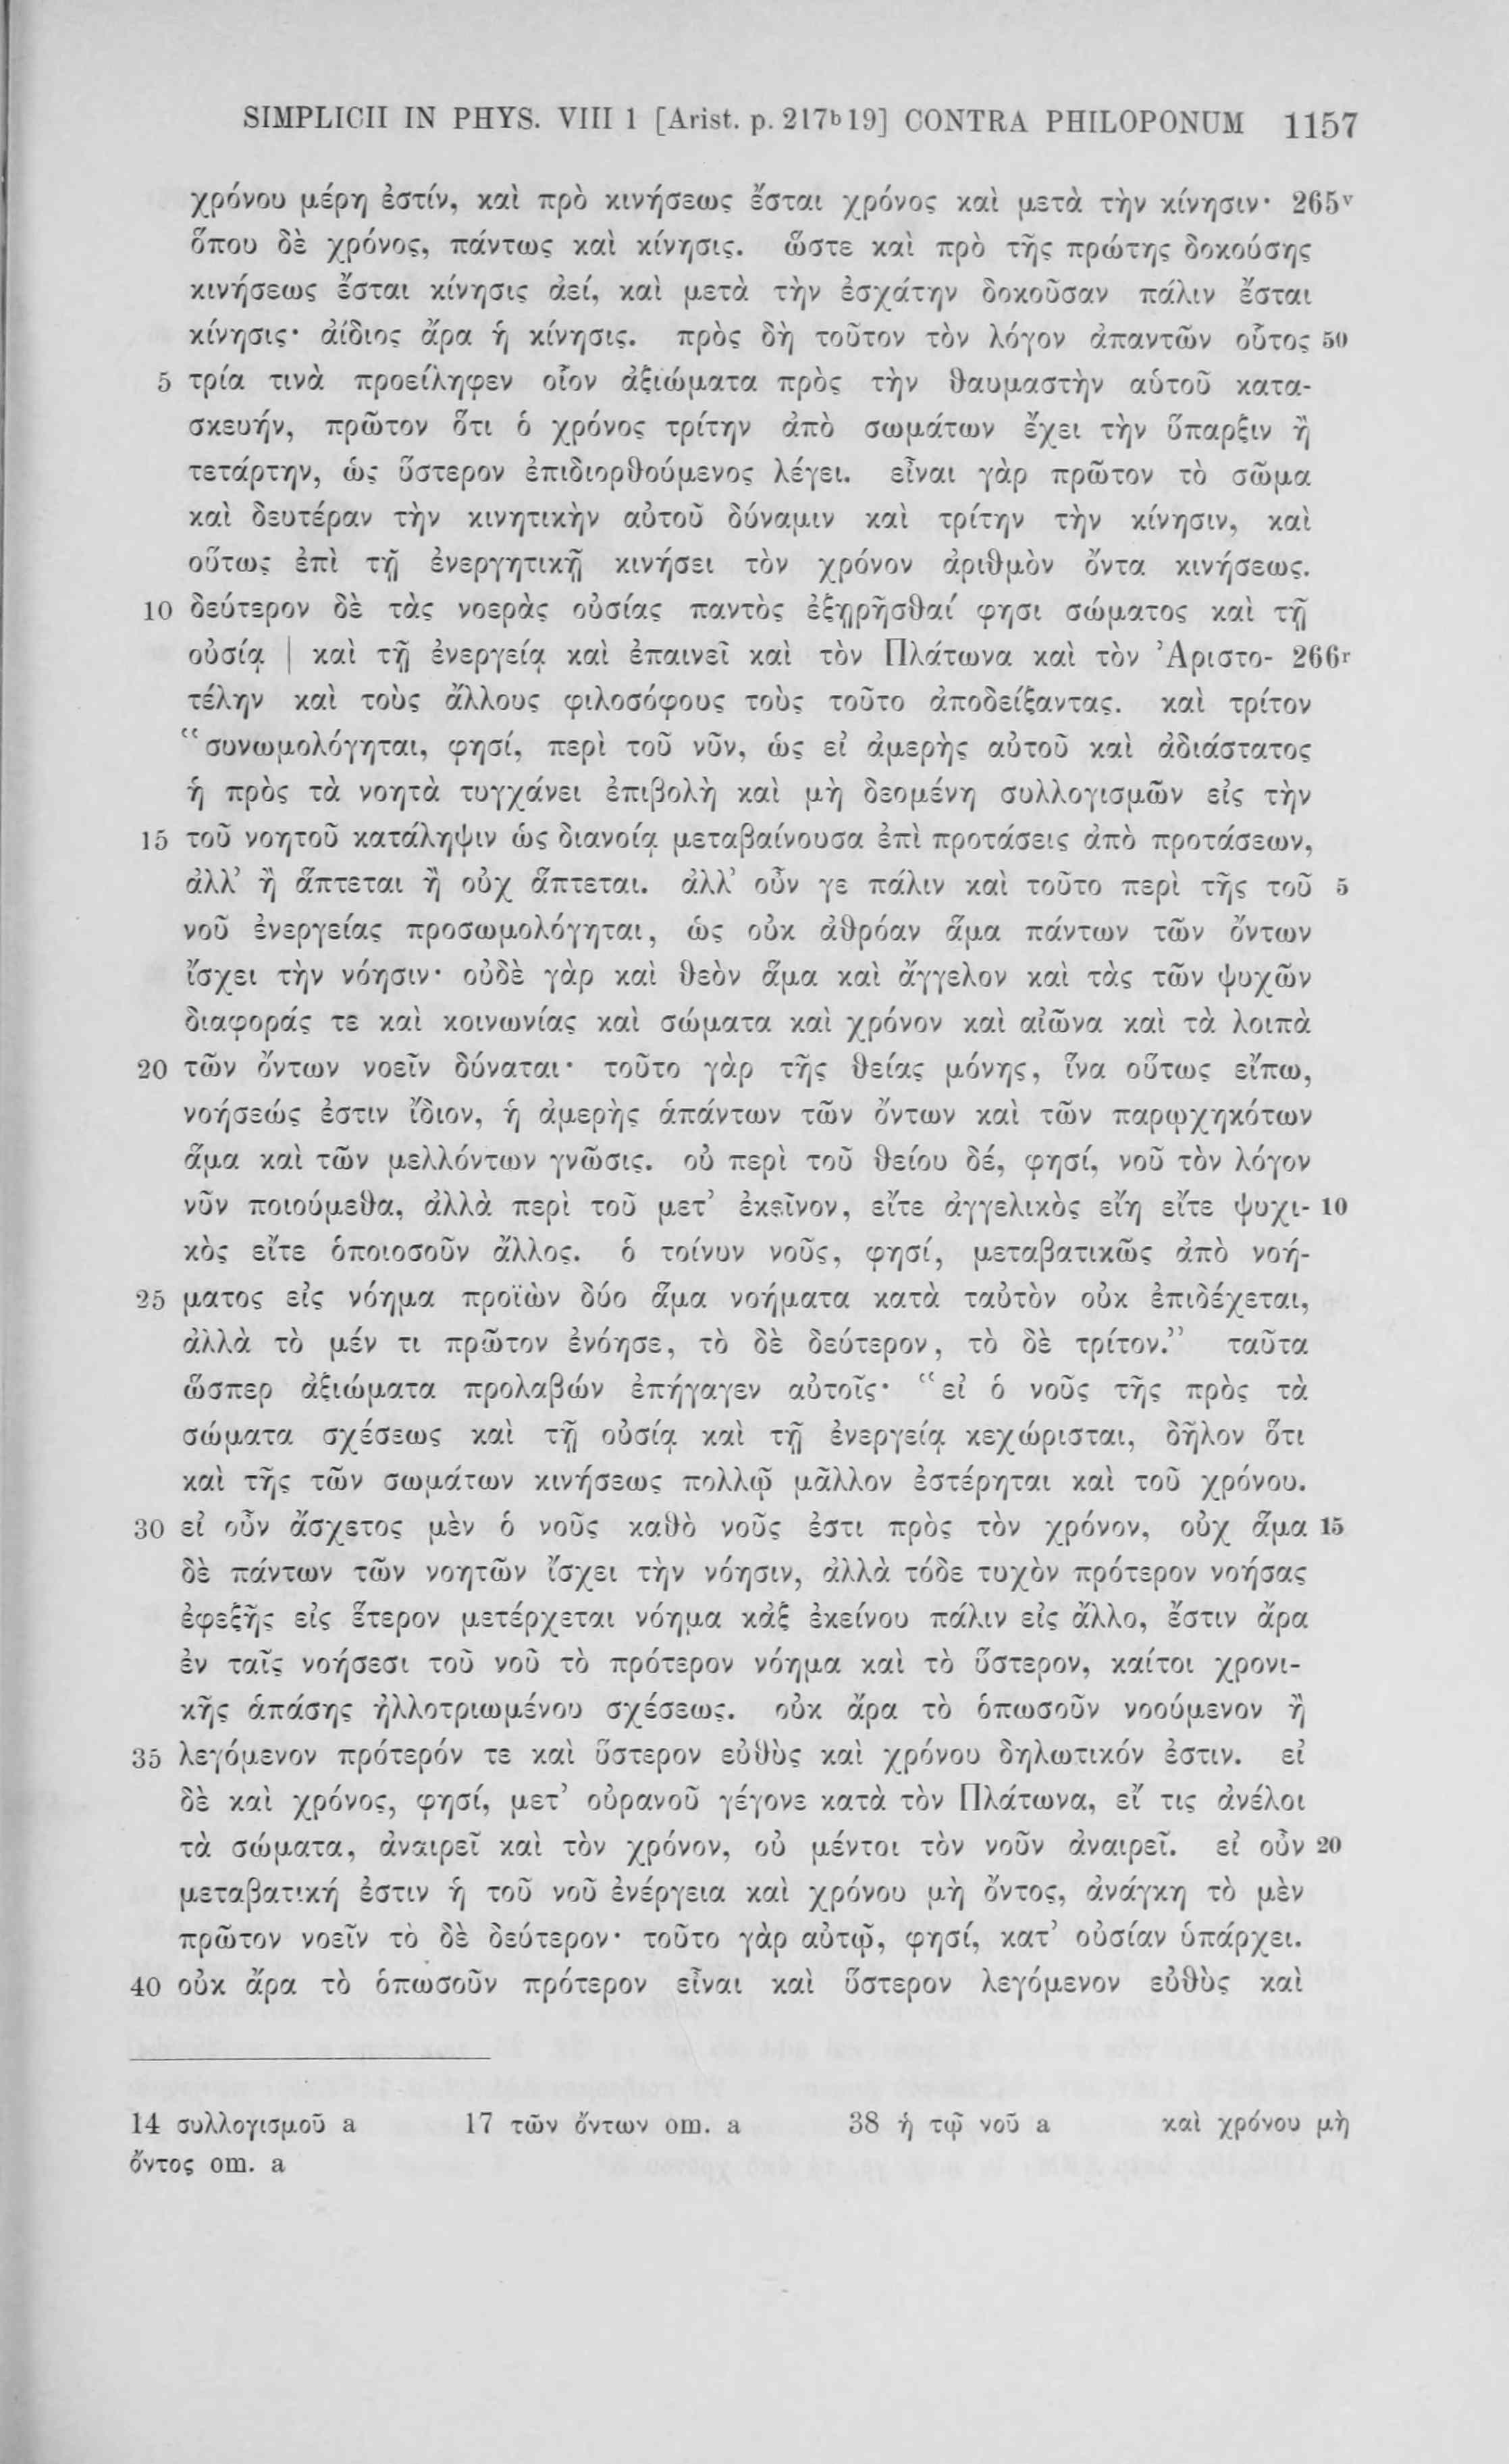 SIMPLICII IN PHYS. VIII 1 [Arist. p. 217b19] CONTRA PHILOPONUM 1157
χρόνου μέρη ἐστίν, καὶ πρὸ κινήσεως ἔσται χρόνος καὶ μετὰ τὴν κίνησιν· 265v
ὅπου δὲ χρόνος, πάντως καὶ κίνησις. ὥστε καὶ πρὸ τῆς πρώτης δοκούσης
κινήσεως ἔσται κίνησις ἀεί, καὶ μετὰ τὴν ἐσχάτην δοκοῦσαν πάλιν ἔσται
κίνησις· ἀίδιος ἄρα ἡ κίνησις. πρὸς δὴ τοῦτον τὸν λόγον ἀπαντῶν οὗτος 50
5 τρία τινὰ προείληφεν οἷον ἀξιώματα πρὸς τὴν θαυμαστὴν αὑτοῦ κατα-
σκευήν, πρῶτον ὅτι ὁ χρόνος τρίτην ἀπὸ σωμάτων ἔχει τὴν ὕπαρξιν ἢ
τετάρτην, ὡς ὕστερον ἐπιδιορθούμενος λέγει. εἶναι γὰρ πρῶτον τὸ σῶμα
καὶ δευτέραν τὴν κινητικὴν αὐτοῦ δύναμιν καὶ τρίτην τὴν κίνησιν, καὶ
οὕτως ἐπὶ τῇ ἐνεργητικῇ κινήσει τὸν χρόνον ἀριθμὸν ὄντα κινήσεως.
10 δεύτερον δὲ τὰς νοερὰς οὐσίας παντὸς ἐξῃρῆσθαί φησι σώματος καὶ τῇ
οὐσίᾳ | καὶ τῇ ἐνεργείᾳ καὶ ἐπαινεῖ καὶ τὸν Πλάτωνα καὶ τὸν Ἀριστο- 266r
τέλην καὶ τοὺς ἄλλους φιλοσόφους τοὺς τοῦτο ἀποδείξαντας. καὶ τρίτον
“συνωμολόγηται, φησί, περὶ τοῦ νῦν, ὡς εἰ ἀμερὴς αὐτοῦ καὶ ἀδιάστατος
ἡ πρὸς τὰ νοητὰ τυγχάνει ἐπιβολὴ καὶ μὴ δεομένη συλλογισμῶν εἰς τὴν
15 τοῦ νοητοῦ κατάληψιν ὡς διανοίᾳ μεταβαίνουσα ἐπὶ προτάσεις ἀπὸ προτάσεων,
ἀλλ’ ἢ ἅπτεται ἢ οὐχ ἅπτεται. ἀλλ’ οὖν γε πάλιν καὶ τοῦτο περὶ τῆς τοῦ 5
νοῦ ἐνεργείας προσωμολόγηται, ὡς οὐκ ἀθρόαν ἅμα πάντων τῶν ὄντων
ἴσχει τὴν νόησιν· οὐδὲ γὰρ καὶ θεὸν ἅμα καὶ ἄγγελον καὶ τὰς τῶν ψυχῶν
διαφοράς τε καὶ κοινωνίας καὶ σώματα καὶ χρόνον καὶ αἰῶνα καὶ τὰ λοιπὰ
20 τῶν ὄντων νοεῖν δύναται· τοῦτο γὰρ τῆς θείας μόνης, ἵνα οὕτως εἴπω,
νοήσεώς ἐστιν ἴδιον, ἡ ἀμερὴς ἁπάντων τῶν ὄντων καὶ τῶν παρῳχηκότων
ἅμα καὶ τῶν μελλόντων γνῶσις. οὐ περὶ τοῦ θείου δέ, φησί, νοῦ τὸν λόγον
νῦν ποιούμεθα, ἀλλὰ περὶ τοῦ μετ’ ἐκεῖνον, εἴτε ἀγγελικὸς εἴη εἴτε ψυχι- 10
κὸς εἴτε ὁποιοσοῦν ἄλλος. ὁ τοίνυν νοῦς, φησί, μεταβατικῶς ἀπὸ νοή-
25 ματος εἰς νόημα προϊὼν δύο ἅμα νοήματα κατὰ ταὐτὸν οὐκ ἐπιδέχεται,
ἀλλὰ τὸ μέν τι πρῶτον ἐνόησε, τὸ δὲ δεύτερον, τὸ δὲ τρίτον.” ταῦτα
ὥσπερ ἀξιώματα προλαβὼν ἐπήγαγεν αὐτοῖς· “εἰ ὁ νοῦς τῆς πρὸς τὰ
σώματα σχέσεως καὶ τῇ οὐσίᾳ καὶ τῇ ἐνεργείᾳ κεχώρισται, δῆλον ὅτι
καὶ τῆς τῶν σωμάτων κινήσεως πολλῷ μᾶλλον ἐστέρηται καὶ τοῦ χρόνου.
30 εἰ οὖν ἄσχετος μὲν ὁ νοῦς καθὸ νοῦς ἐστι πρὸς τὸν χρόνον, οὐχ ἅμα 15
δὲ πάντων τῶν νοητῶν ἴσχει τὴν νόησιν, ἀλλὰ τόδε τυχὸν πρότερον νοήσας
ἐφεξῆς εἰς ἕτερον μετέρχεται νόημα κἀξ ἐκείνου πάλιν εἰς ἄλλο, ἔστιν ἄρα
ἐν ταῖς νοήσεσι τοῦ νοῦ τὸ πρότερον νόημα καὶ τὸ ὕστερον, καίτοι χρονι-
κῆς ἁπάσης ἠλλοτριωμένου σχέσεως. οὐκ ἄρα τὸ ὁπωσοῦν νοούμενον ἢ
35 λεγόμενον πρότερόν τε καὶ ὕστερον εὐθὺς καὶ χρόνου δηλωτικόν ἐστιν. εἰ
δὲ καὶ χρόνος, φησί, μετ’ οὐρανοῦ γέγονε κατὰ τὸν Πλάτωνα, εἴ τις ἀνέλοι
τὰ σώματα, ἀναιρεῖ καὶ τὸν χρόνον, οὐ μέντοι τὸν νοῦν ἀναιρεῖ. εἰ οὖν 20
μεταβατική ἐστιν ἡ τοῦ νοῦ ἐνέργεια καὶ χρόνου μὴ ὄντος, ἀνάγκη τὸ μὲν
πρῶτον νοεῖν τὸ δὲ δεύτερον· τοῦτο γὰρ αὐτῷ, φησί, κατ’ οὐσίαν ὑπάρχει.
40 οὐκ ἄρα τὸ ὁπωσοῦν πρότερον εἶναι καὶ ὕστερον λεγόμενον εὐθὺς καὶ
14 συλλογισμοῦ a 17 τῶν ὄντων om. a 38 ἡ τῷ νοῦ a καὶ χρόνου μὴ
ὄντος om. a